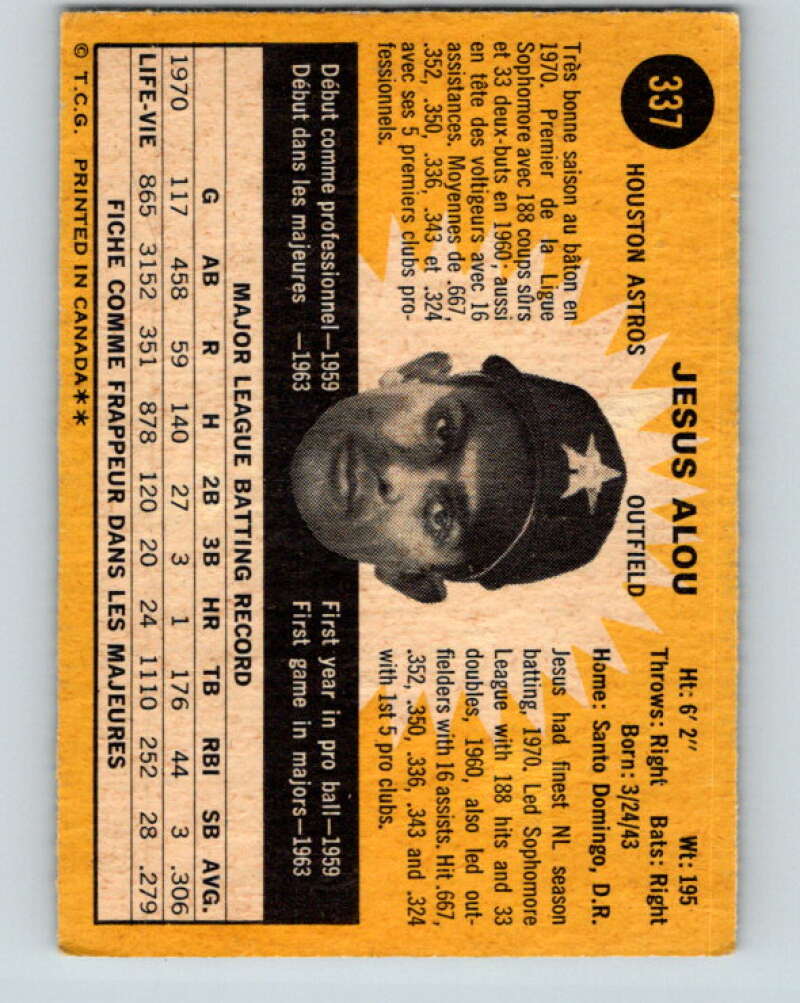 337
JESUS ALOU
HOUSTON ASTROS OUTFIELD
Ht: 6' 2" Wt: 195
Throws: Right Bats: Right
Born: 3/24/43
Home: Santo Domingo, D.R.
Très bonne saison au bâton en
1970. Premier de la Ligue
Sophomore avec 188 coups sûrs
et 33 deux-buts en 1960; aussi
en tête des voltigeurs avec 16
assistances. Moyennes de .667,
.352, .350, .336, .343 et .324
avec ses 5 premiers clubs pro-
fessionnels.
Jesus had finest NL season
batting, 1970. Led Sophomore
League with 188 hits and 33
doubles, 1960, also led out-
fielders with 16 assists. Hit .667,
.352, .350, .336, .343 and .324
with 1st 5 pro clubs.
Début comme professionnel—1959
Début dans les majeures —1963
First year in pro ball—1959
First game in majors—1963
MAJOR LEAGUE BATTING RECORD
G AB R H 2B 3B HR TB RBI SB AVG.
1970 117 458 59 140 27 3 1 176 44 3 .306
LIFE-VIE 865 3152 351 878 120 20 24 1110 252 28 .279
FICHE COMME FRAPPEUR DANS LES MAJEURES
© T.C.G. PRINTED IN CANADA**